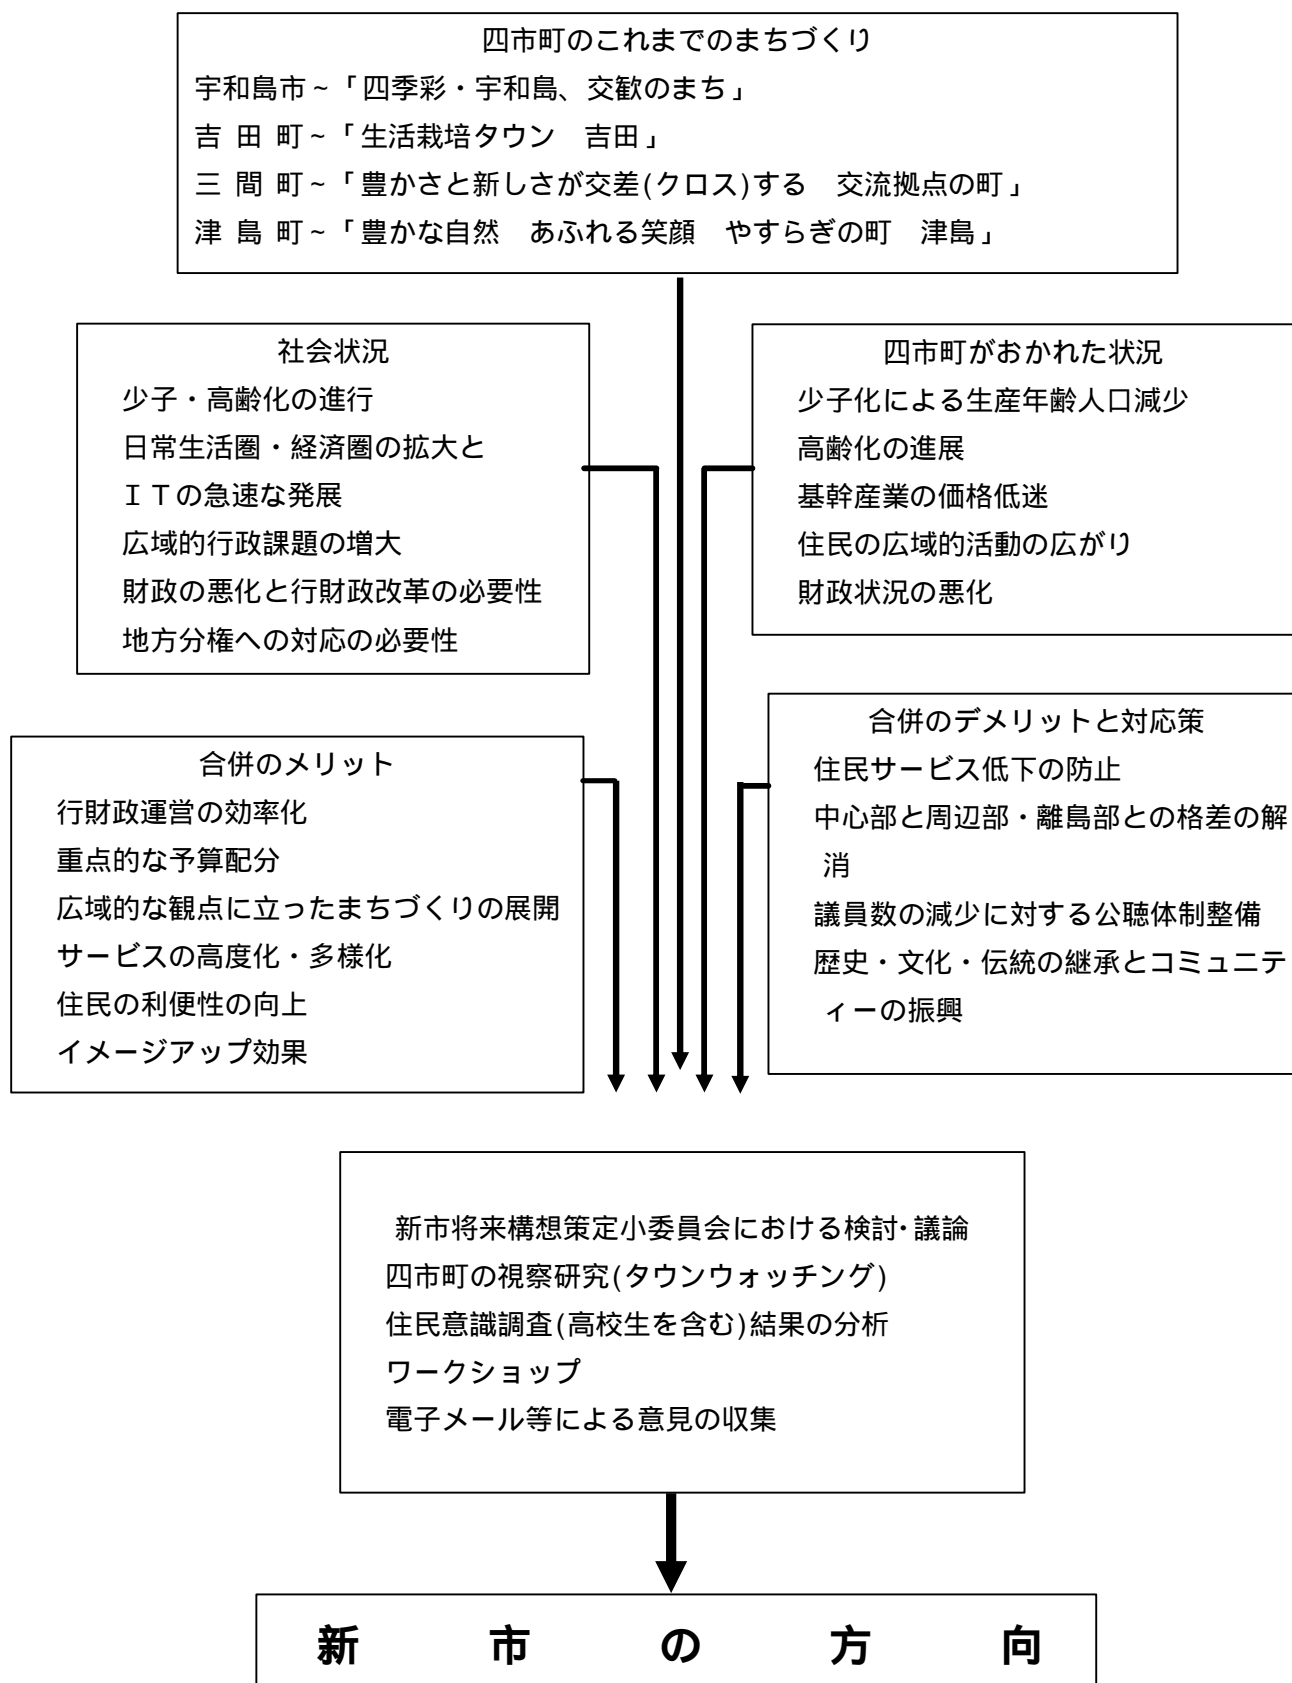 四市町のこれまでのまちづくり
宇和島市~「四季彩・宇和島、交歓のまち」
吉 田 町~「生活栽培タウン　吉田」
三 間 町~「豊かさと新しさが交差(クロス)する　交流拠点の町」
津 島 町~「豊かな自然　あふれる笑顔　やすらぎの町　津島」
社会状況
少子・高齢化の進行
日常生活圏・経済圏の拡大と
ＩＴの急速な発展
広域的行政課題の増大
財政の悪化と行財政改革の必要性
地方分権への対応の必要性
四市町がおかれた状況
少子化による生産年齢人口減少
高齢化の進展
基幹産業の価格低迷
住民の広域的活動の広がり
財政状況の悪化
合併のメリット
行財政運営の効率化
重点的な予算配分
広域的な観点に立ったまちづくりの展開
サービスの高度化・多様化
住民の利便性の向上
イメージアップ効果
合併のデメリットと対応策
住民サービス低下の防止
中心部と周辺部・離島部との格差の解
消
議員数の減少に対する公聴体制整備
歴史・文化・伝統の継承とコミュニテ
ィーの振興
新市将来構想策定小委員会における検討・議論
四市町の視察研究(タウンウォッチング)
住民意識調査(高校生を含む)結果の分析
ワークショップ
電子メール等による意見の収集
新　市　の　方　向